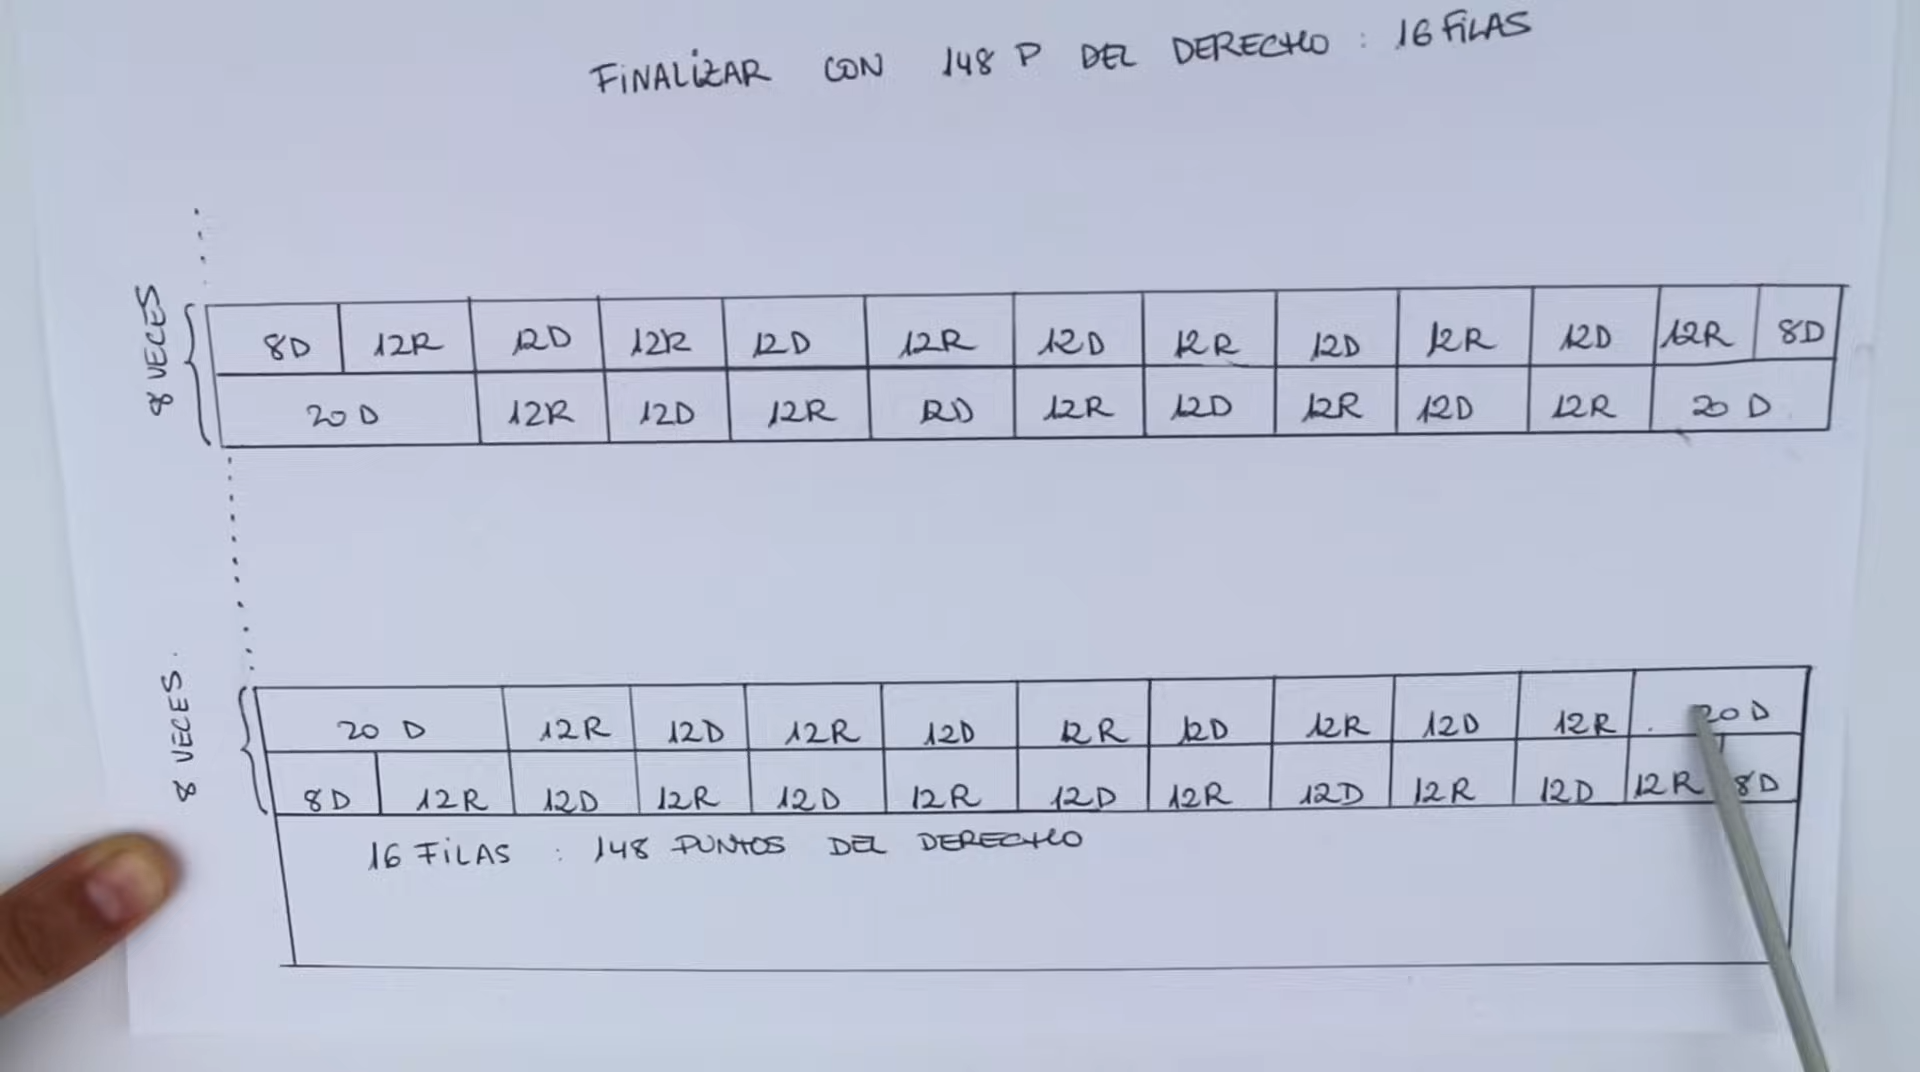 FINALIZAR CON 148 P DEL DERECHO : 16 FILAS
8 VECES
8D 12R 12D 12R 12D 12R 12D 12R 12D 12R 12D 12R 8D
20 D 12R 12D 12R 12D 12R 12D 12R 12D 12R 20 D
8 VECES.
20 D 12R 12D 12R 12D 12R 12D 12R 12D 12R 20 D
8D 12R 12D 12R 12D 12R 12D 12R 12D 12R 12D 12R 8D
16 FILAS : 148 PUNTOS DEL DERECHO